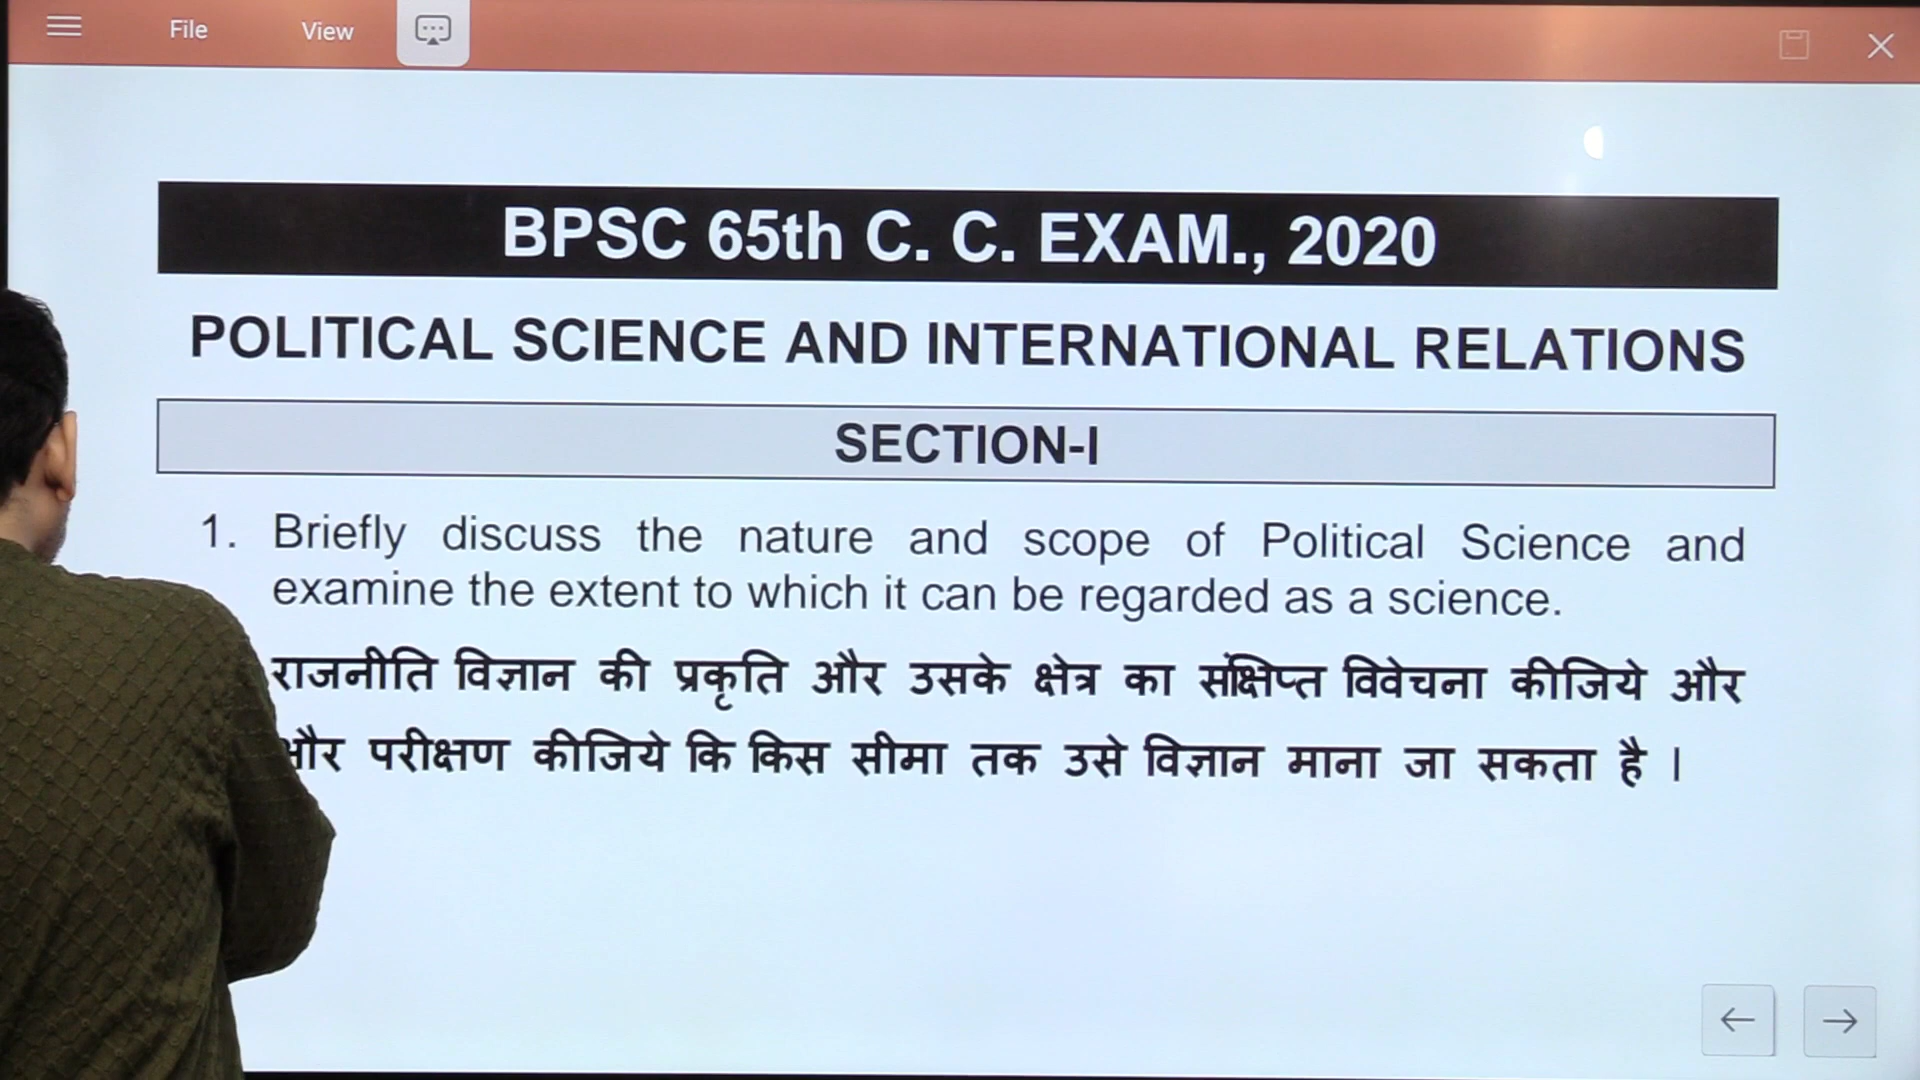 File View
BPSC 65th C. C. EXAM., 2020
POLITICAL SCIENCE AND INTERNATIONAL RELATIONS
SECTION-I
1. Briefly discuss the nature and scope of Political Science and
examine the extent to which it can be regarded as a science.
राजनीति विज्ञान की प्रकृति और उसके क्षेत्र का संक्षिप्त विवेचना कीजिये और
और परीक्षण कीजिये कि किस सीमा तक उसे विज्ञान माना जा सकता है ।